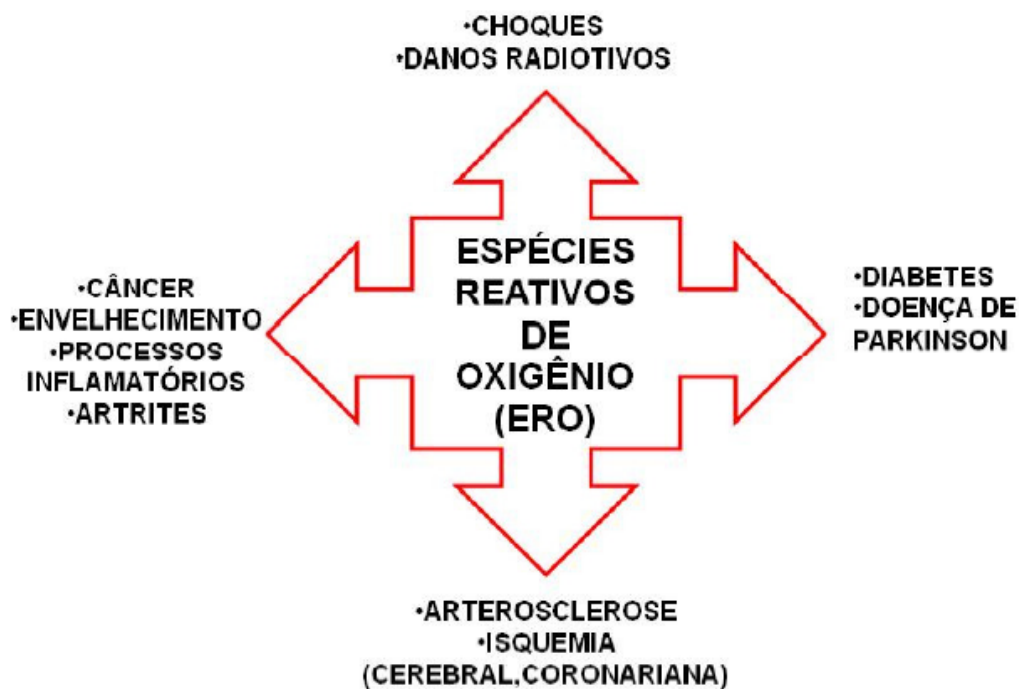 •CHOQUES
•DANOS RADIOTIVOS
ESPÉCIES
REATIVOS
DE
OXIGÊNIO
(ERO)
•CÂNCER
•ENVELHECIMENTO
•PROCESSOS
INFLAMATÓRIOS
•ARTRITES
•DIABETES
•DOENÇA DE
PARKINSON
•ARTEROSCLEROSE
•ISQUEMIA
(CEREBRAL,CORONARIANA)